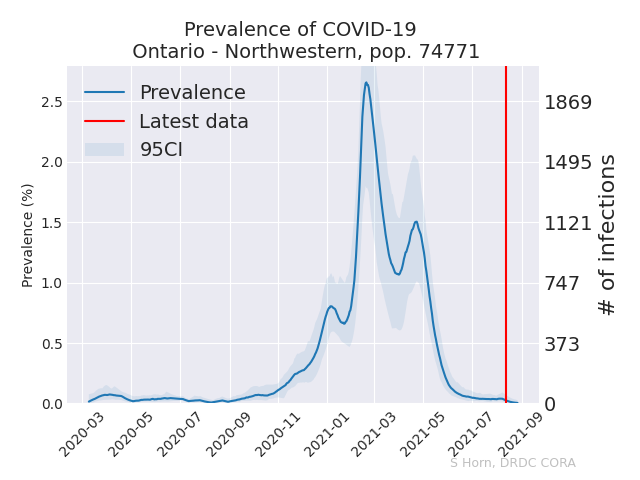 Prevalence of COVID-19
Ontario - Northwestern, pop. 74771
Prevalence
Latest data
95CI
Prevalence (%)
2.5
2.0
1.5
1.0
0.5
0.0
1869
1495
1121
747
373
0
# of infections
2020-03
2020-05
2020-07
2020-09
2020-11
2021-01
2021-03
2021-05
2021-07
2021-09
S Horn, DRDC CORA